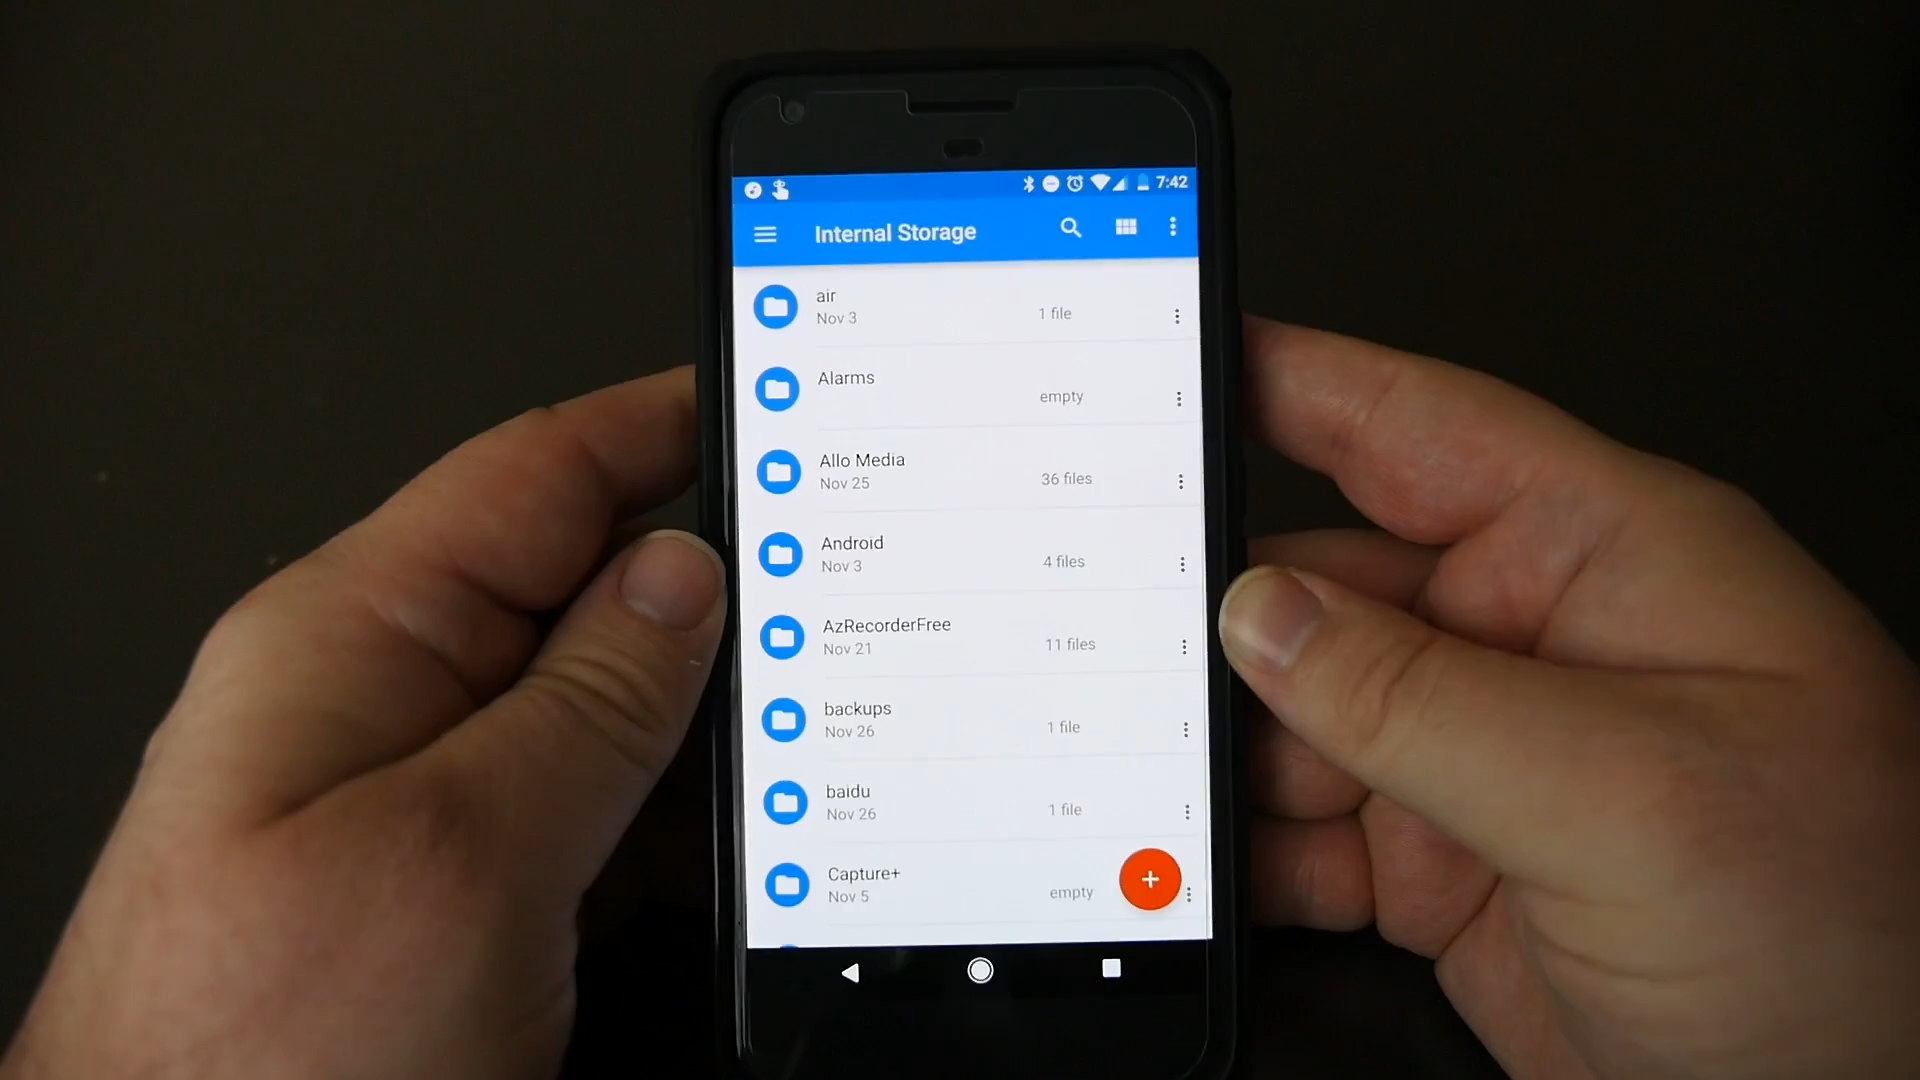 7:42
Internal Storage
air
Nov 3
1 file
Alarms
empty
Allo Media
Nov 25
36 files
Android
Nov 3
4 files
AzRecorderFree
Nov 21
11 files
backups
Nov 26
1 file
baidu
Nov 26
1 file
Capture+
Nov 5
empty